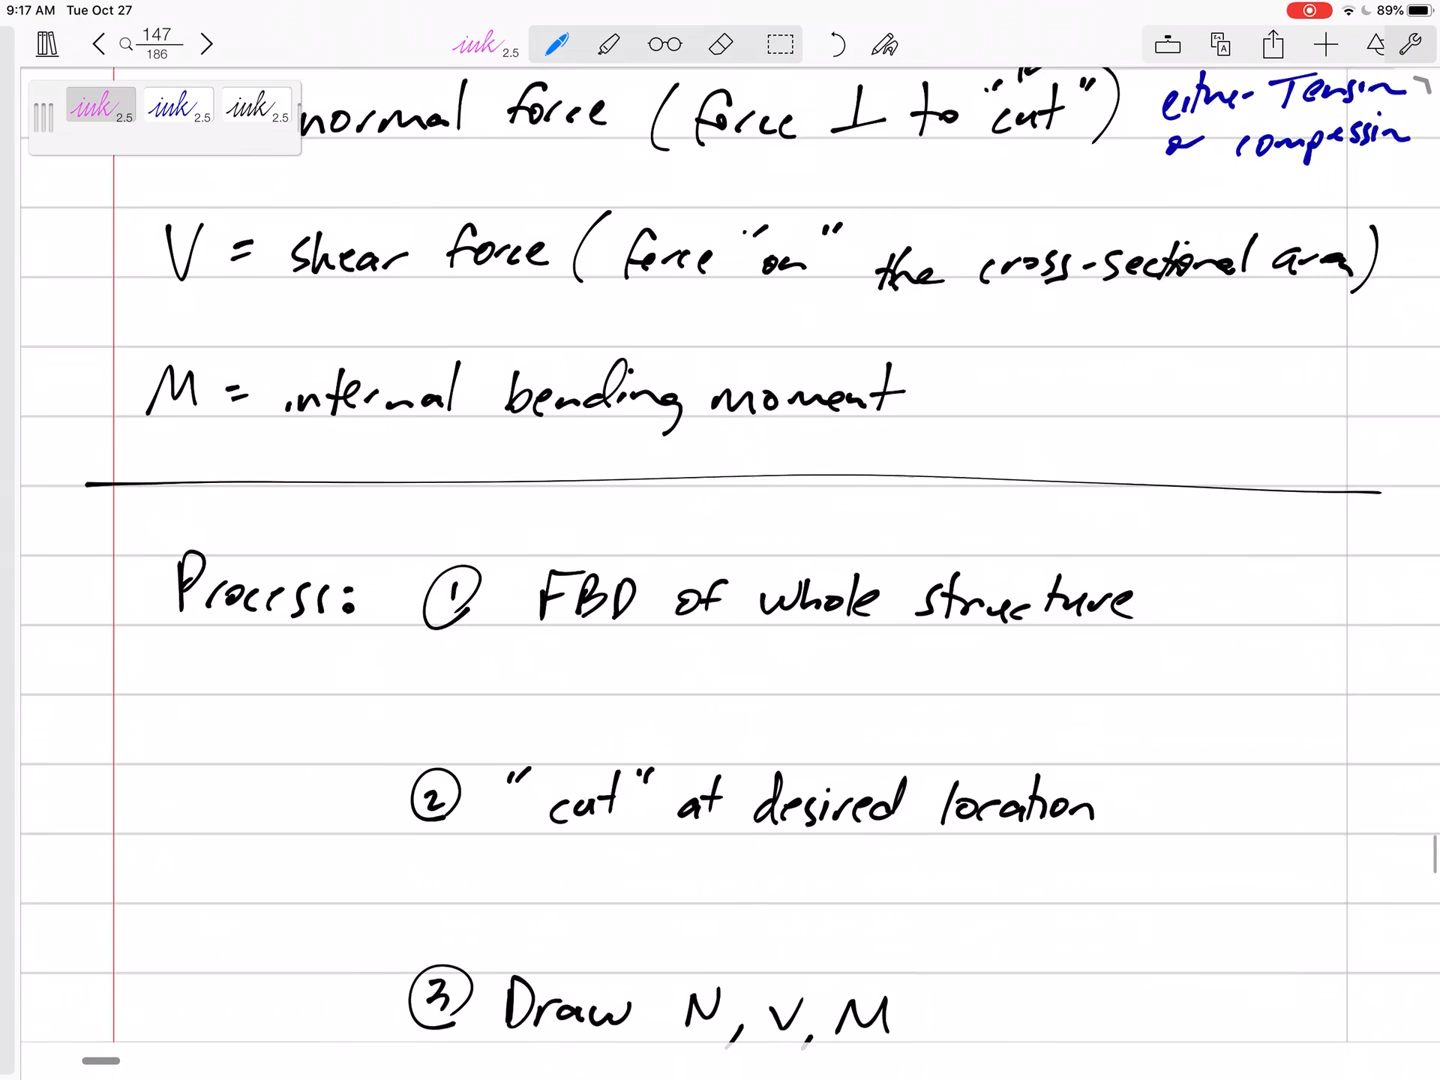 9:17 AM Tue Oct 27
89%
147
186
ink 2.5
ink 2.5 ink 2.5 ink 2.5
normal force (force ⊥ to "cut") either Tension
or compression
V = shear force (force "on" the cross-sectional area)
M = internal bending moment
Process: ① FBD of whole structure
② "cut" at desired location
③ Draw N, V, M